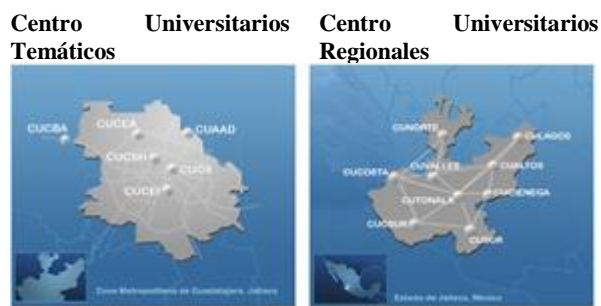 Centro Universitarios
Temáticos
Centro Universitarios
Regionales
CUCBA
CUCEA
CUAAD
CUCSH
CUCS
CUCEI
Zona Metropolitana de Guadalajara, Jalisco
CUNORTE
CULAGOS
CUCOSTA
CUVALLES
CUALTOS
CUTONALA
CUCIENEGA
CUCSUR
CUSUR
Estado de Jalisco, México